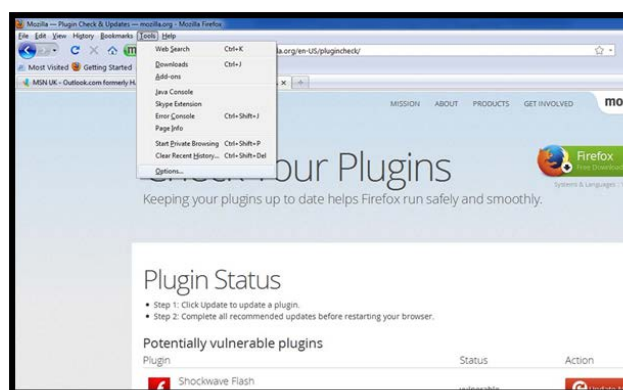 Mozilla — Plugin Check & Updates — mozilla.org - Mozilla Firefox
File Edit View History Bookmarks Tools Help
Web Search Ctrl+K
Downloads Ctrl+J
Add-ons
Java Console
Skype Extension
Error Console Ctrl+Shift+J
Page Info
Start Private Browsing Ctrl+Shift+P
Clear Recent History... Ctrl+Shift+Del
Options...
la.org/en-US/plugincheck/
Most Visited Getting Started
MSN UK - Outlook.com formerly H
MISSION ABOUT PRODUCTS GET INVOLVED mo
Your Plugins
Keeping your plugins up to date helps Firefox run safely and smoothly.
Firefox
Free Download
Systems & Languages
Plugin Status
• Step 1: Click Update to update a plugin.
• Step 2: Complete all recommended updates before restarting your browser.
Potentially vulnerable plugins
Plugin Status Action
Shockwave Flash
vulnerable
Update